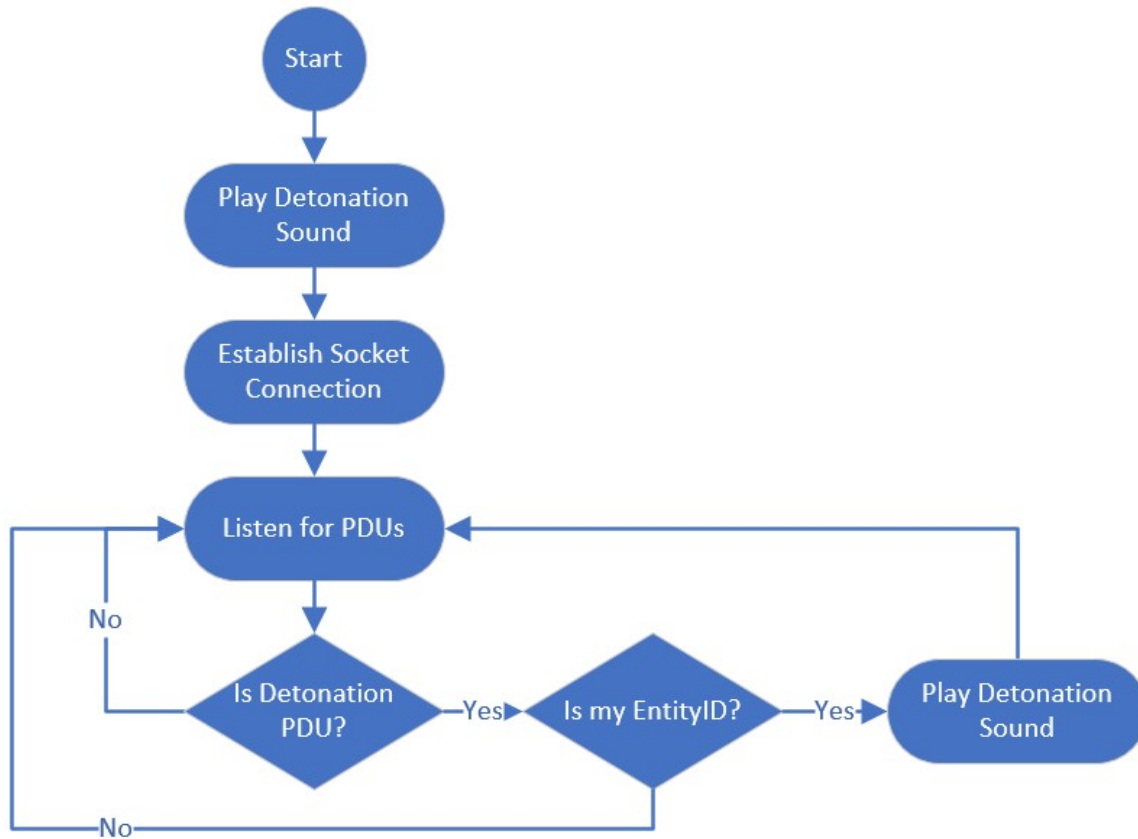 Start
Play Detonation
Sound
Establish Socket
Connection
Listen for PDUs
No
Is Detonation
PDU?
Yes
Is my EntityID?
Yes
Play Detonation
Sound
No